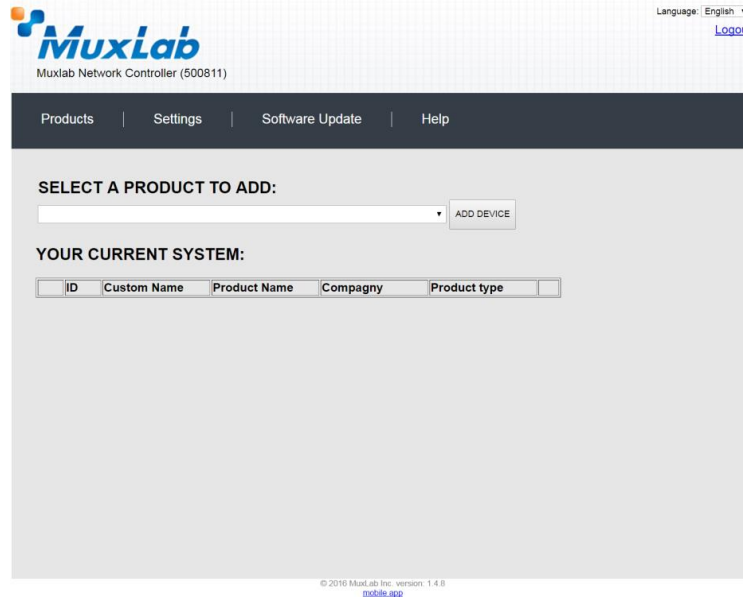 Language: English
Logou
MuxLab
Muxlab Network Controller (500811)
Products | Settings | Software Update | Help
SELECT A PRODUCT TO ADD:
ADD DEVICE
YOUR CURRENT SYSTEM:
ID Custom Name Product Name Compagny Product type
© 2016 MuxLab Inc. version: 1.4.8
mobile app